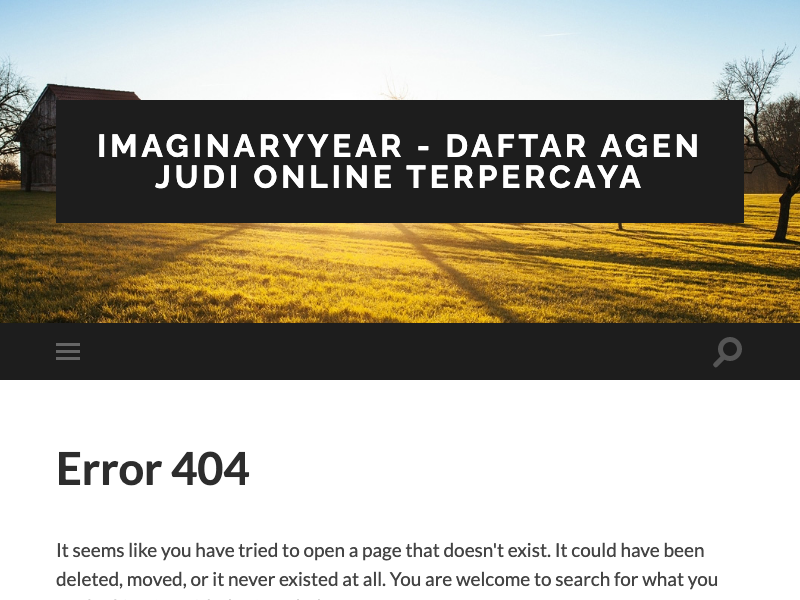 IMAGINARYYEAR - DAFTAR AGEN
JUDI ONLINE TERPERCAYA
Error 404
It seems like you have tried to open a page that doesn't exist. It could have been
deleted, moved, or it never existed at all. You are welcome to search for what you